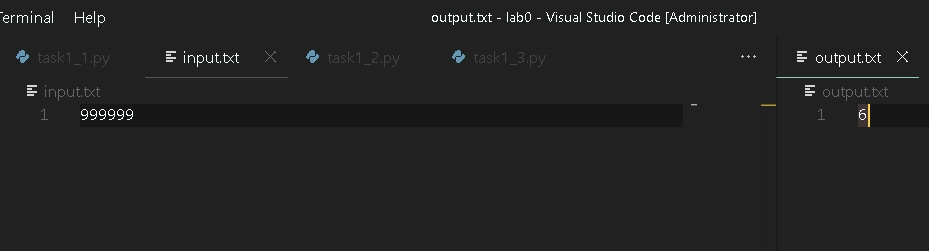 Terminal Help output.txt - lab0 - Visual Studio Code [Administrator]
task1_1.py input.txt task1_2.py task1_3.py ··· output.txt
input.txt output.txt
1 999999 1 6